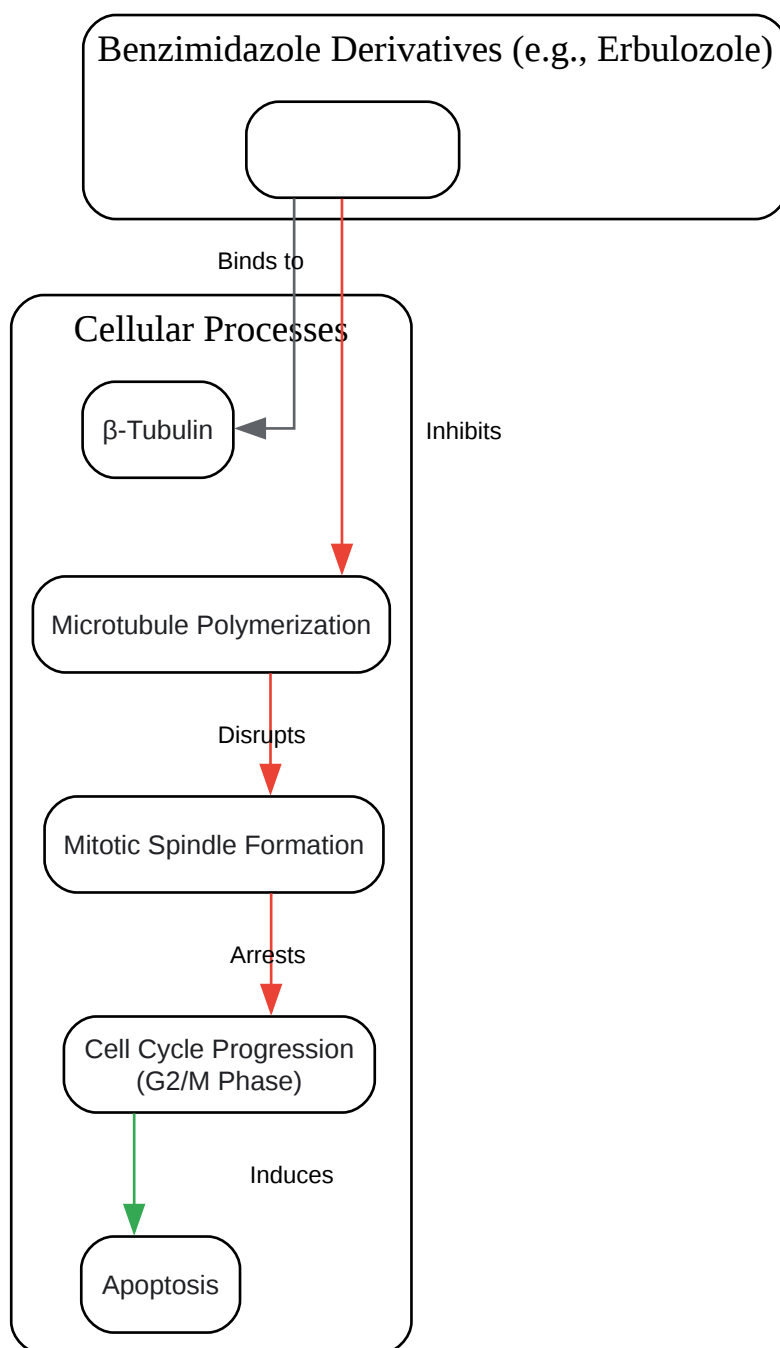 Benzimidazole Derivatives (e.g., Erbulozole)
Binds to
Cellular Processes
β-Tubulin
Inhibits
Microtubule Polymerization
Disrupts
Mitotic Spindle Formation
Arrests
Cell Cycle Progression
(G2/M Phase)
Induces
Apoptosis